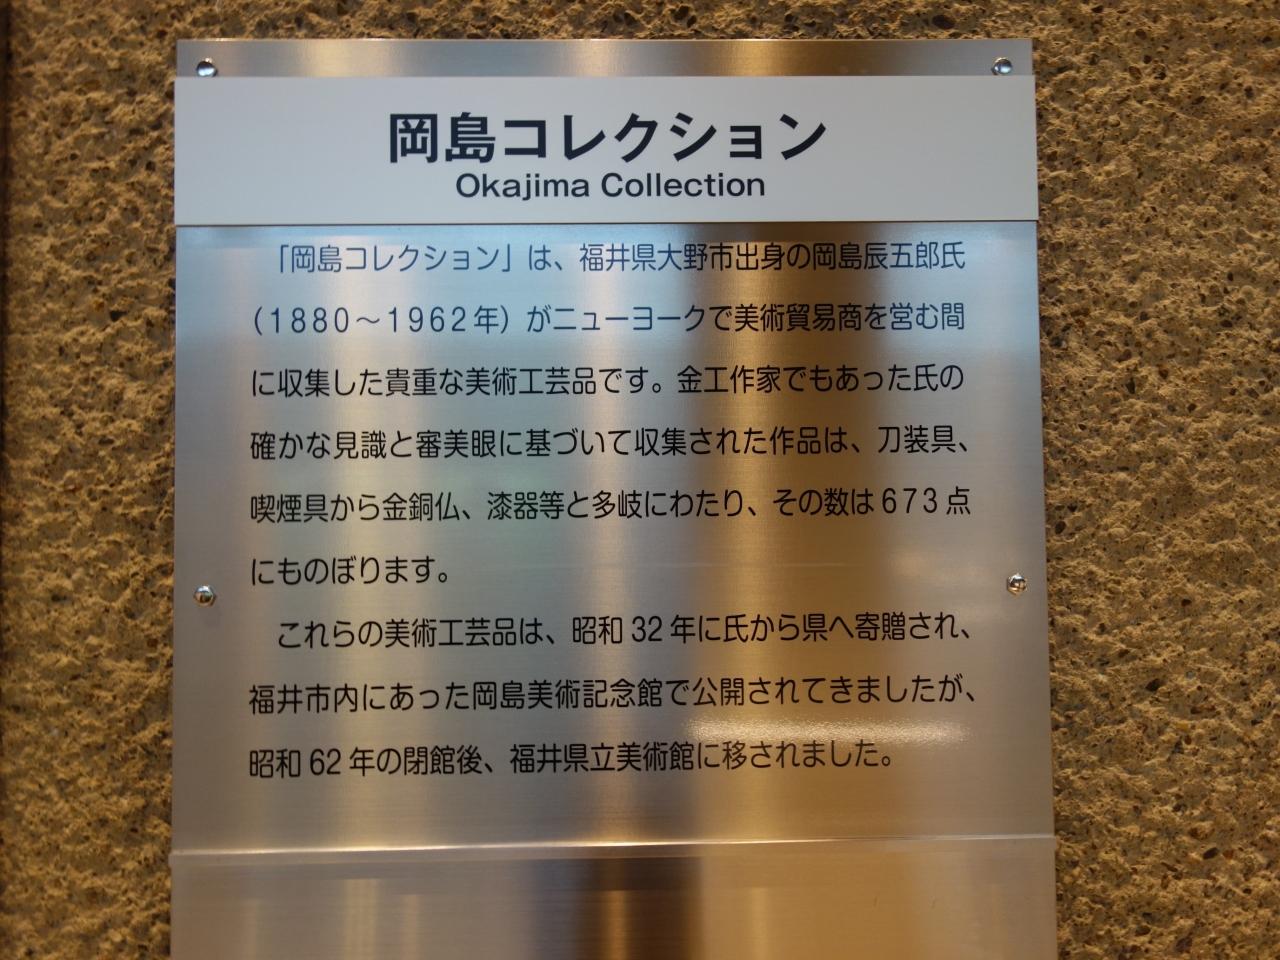 岡島コレクション
Okajima Collection
「岡島コレクション」は、福井県大野市出身の岡島辰五郎氏
（1880～1962年）がニューヨークで美術貿易商を営む間
に収集した貴重な美術工芸品です。金工作家でもあった氏の
確かな見識と審美眼に基づいて収集された作品は、刀装具、
喫煙具から金銅仏、漆器等と多岐にわたり、その数は673点
にものぼります。
これらの美術工芸品は、昭和32年に氏から県へ寄贈され、
福井市内にあった岡島美術記念館で公開されてきましたが、
昭和62年の閉館後、福井県立美術館に移されました。